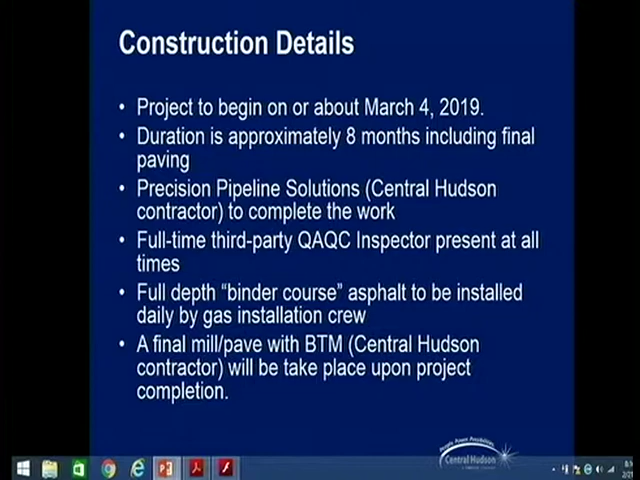 Construction Details
• Project to begin on or about March 4, 2019.
• Duration is approximately 8 months including final
paving
• Precision Pipeline Solutions (Central Hudson
contractor) to complete the work
• Full-time third-party QAQC Inspector present at all
times
• Full depth “binder course” asphalt to be installed
daily by gas installation crew
• A final mill/pave with BTM (Central Hudson
contractor) will be take place upon project
completion.
People. Power. Possibilities.
Central Hudson